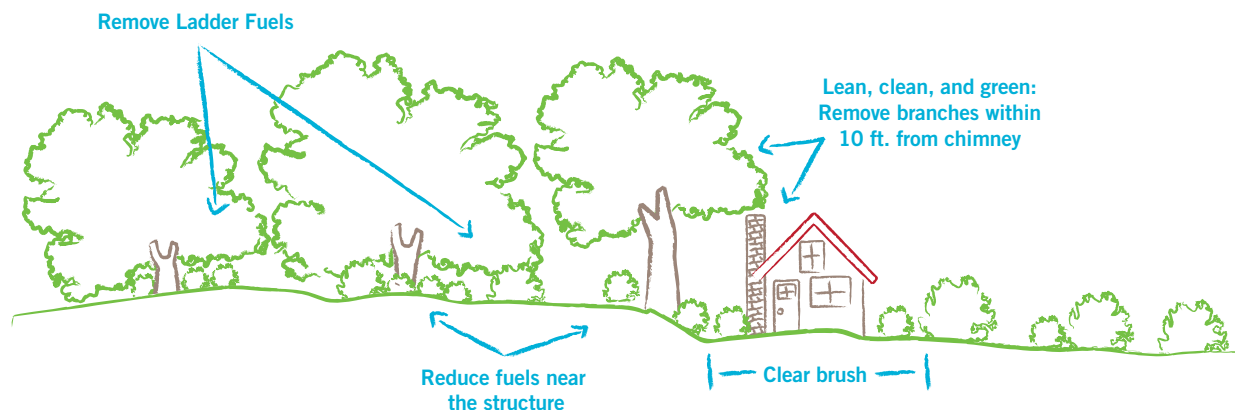 Remove Ladder Fuels
Lean, clean, and green:
Remove branches within
10 ft. from chimney
Reduce fuels near
the structure
Clear brush